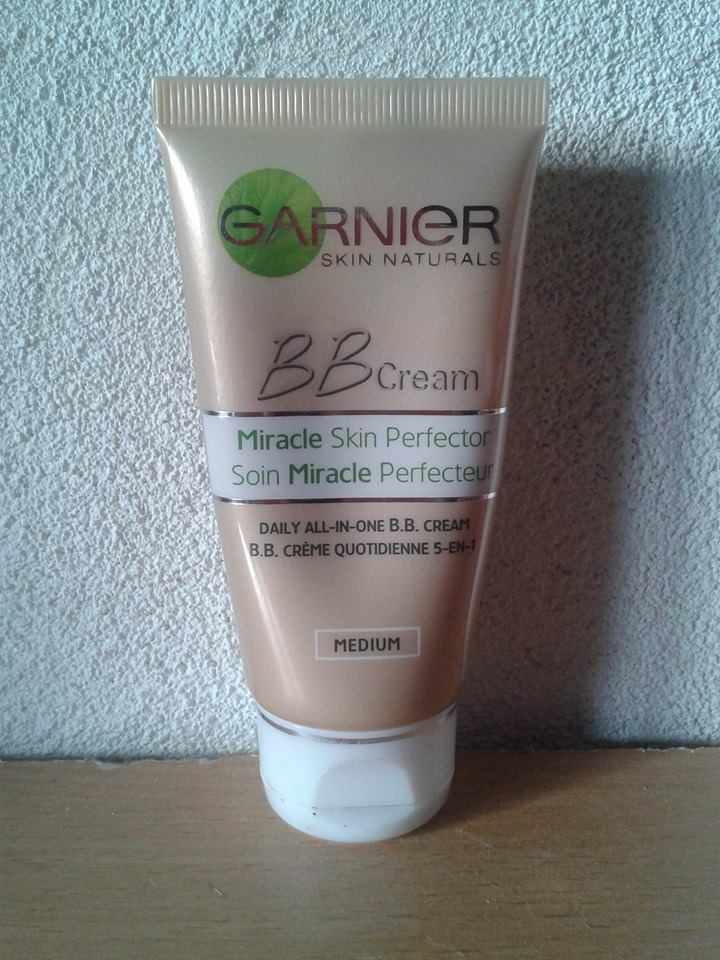 GARNIER
SKIN NATURALS
BB Cream
Miracle Skin Perfector
Soin Miracle Perfecteur
DAILY ALL-IN-ONE B.B. CREAM
B.B. CRÈME QUOTIDIENNE 5-EN-1
MEDIUM